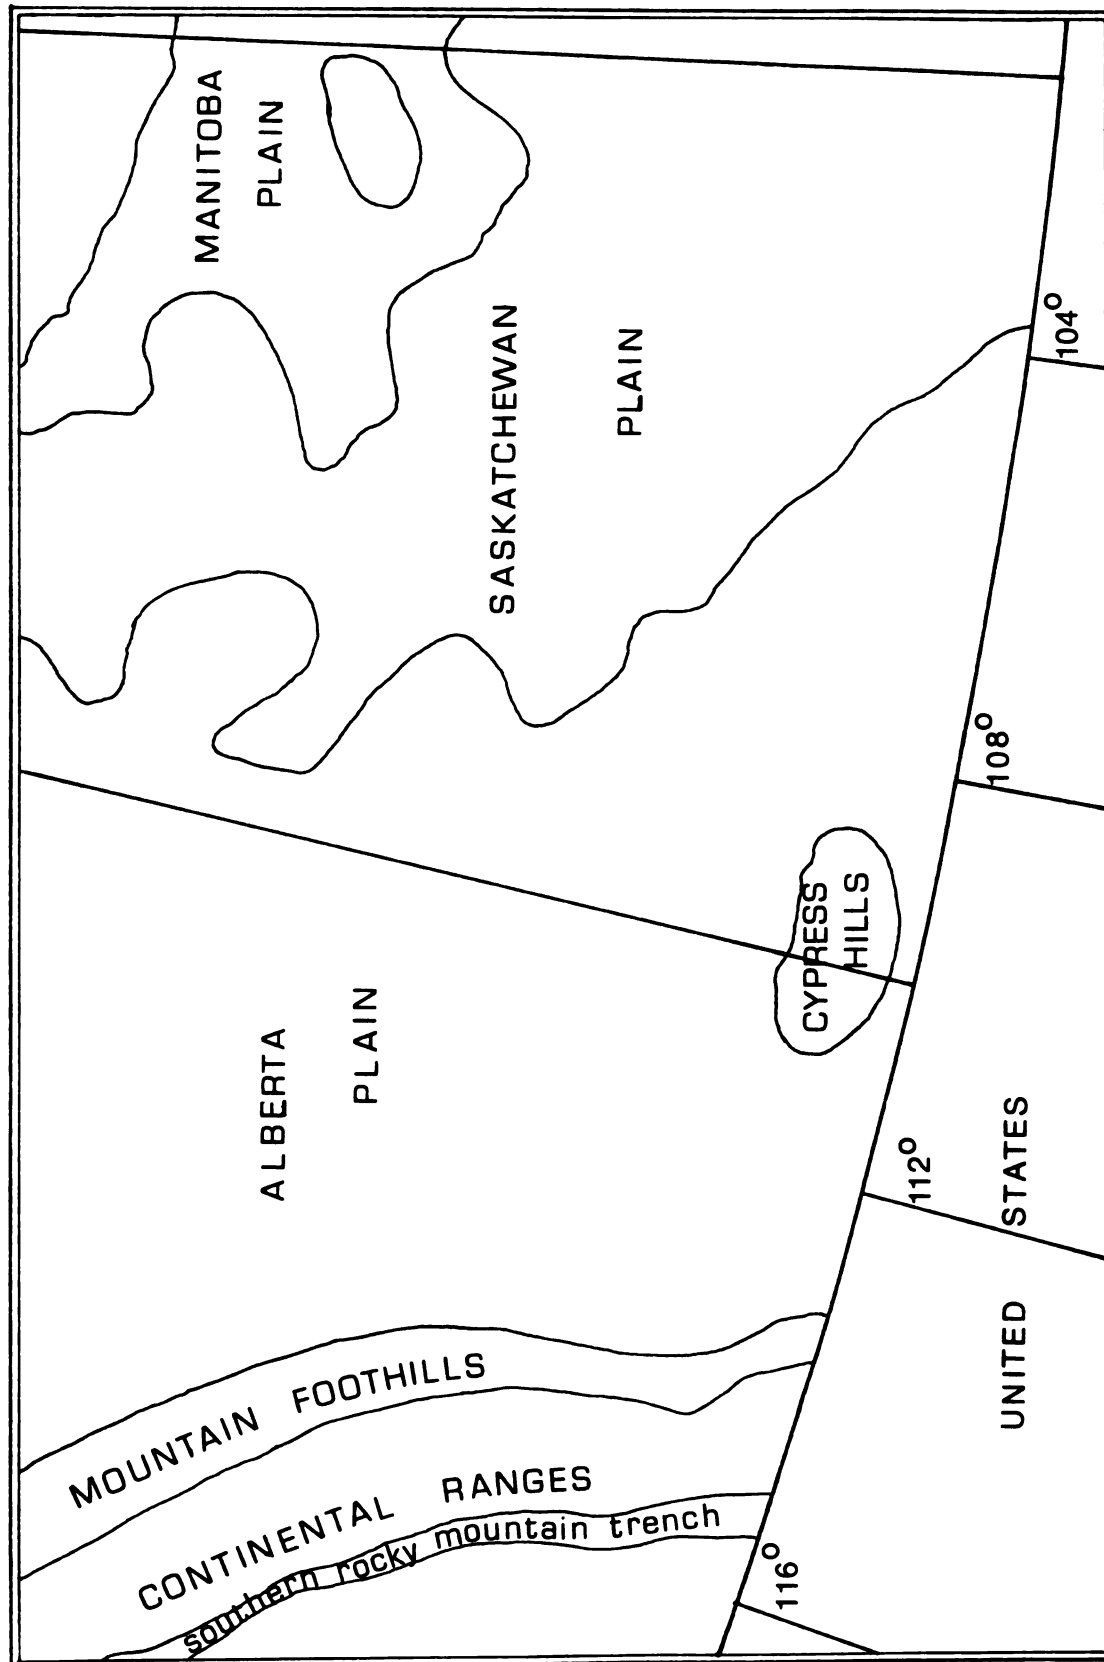 MANITOBA
PLAIN
SASKATCHEWAN
PLAIN
ALBERTA
PLAIN
CYPRESS
HILLS
MOUNTAIN FOOTHILLS
CONTINENTAL RANGES
southern rocky mountain trench
116°
112°
108°
104°
UNITED STATES